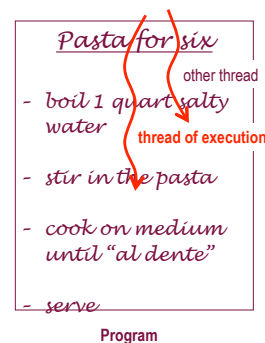 Pasta for six
other thread
- boil 1 quart salty
water
thread of execution
- stir in the pasta
- cook on medium
until “al dente”
- serve
Program